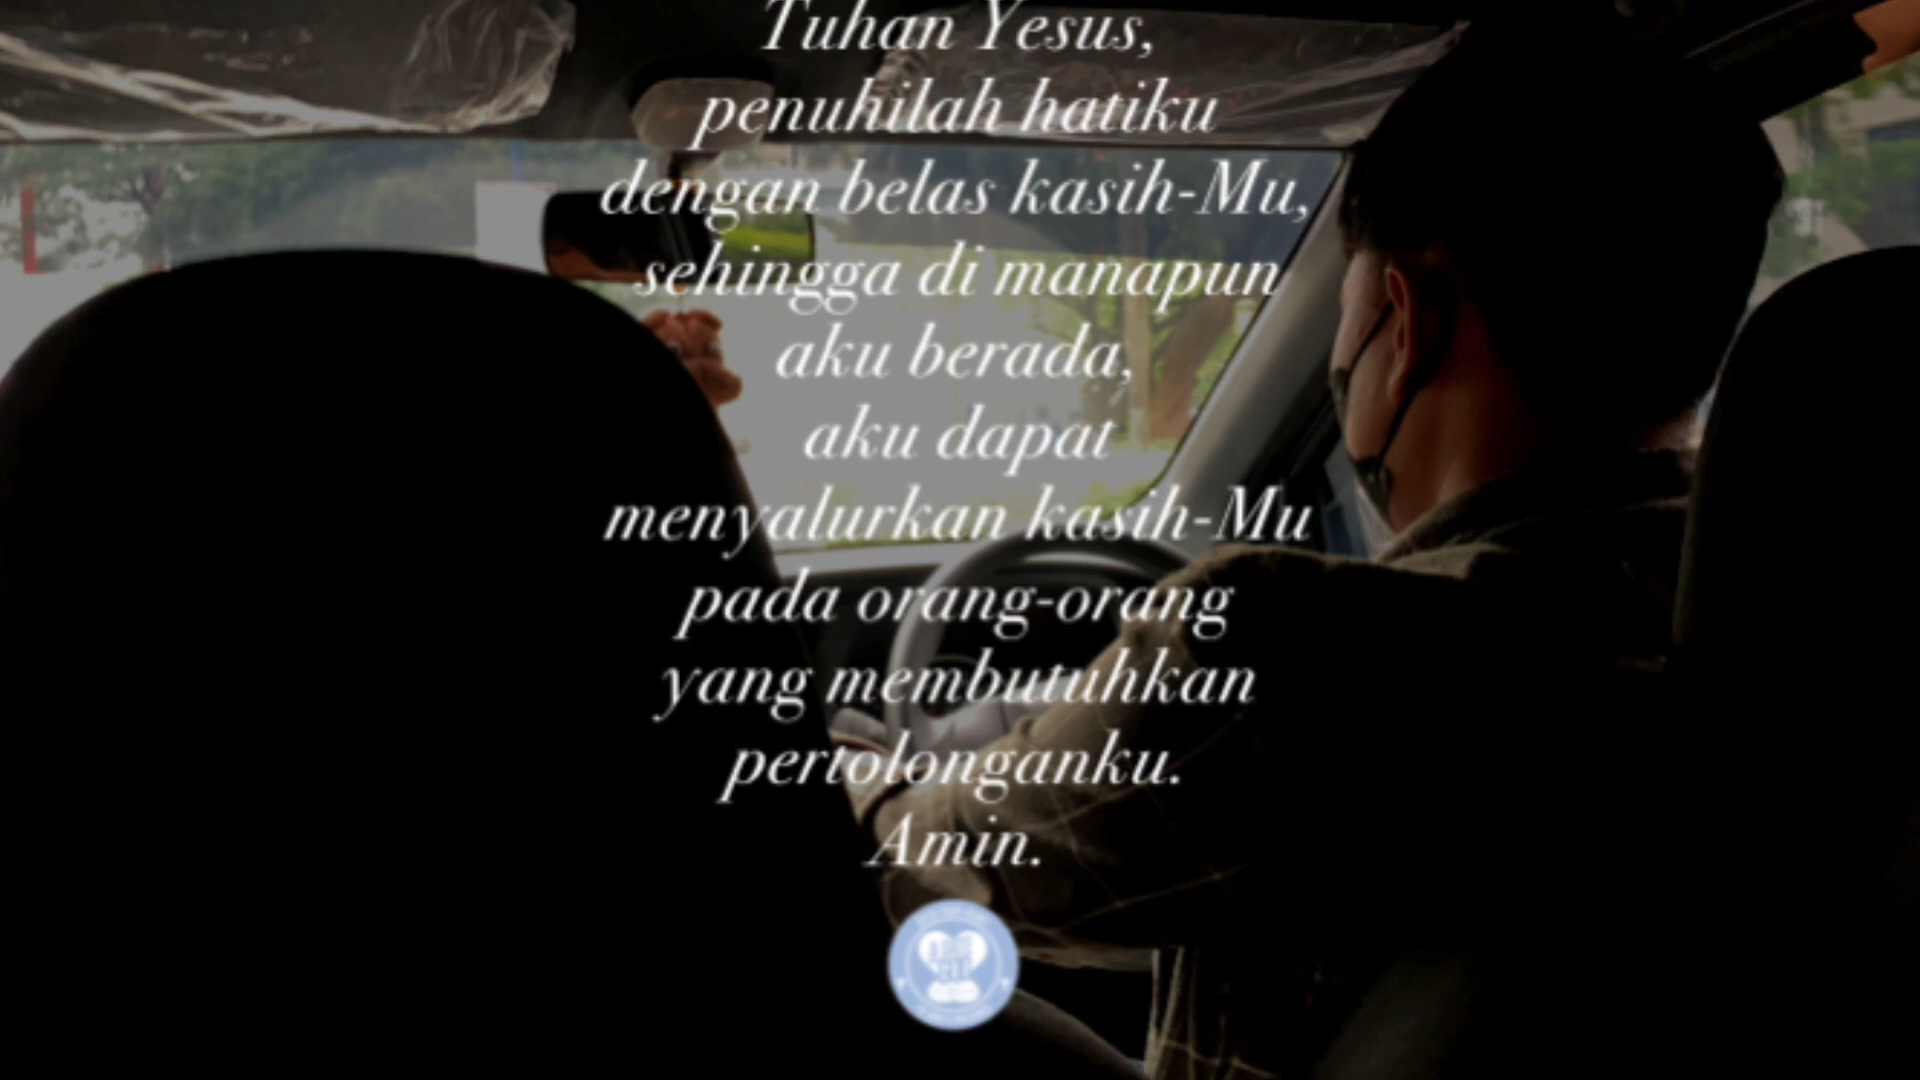 Tuhan Yesus,
penuhilah hatiku
dengan belas kasih-Mu,
sehingga di manapun
aku berada,
aku dapat
menyalurkan kasih-Mu
pada orang-orang
yang membutuhkan
pertolonganku.
Amin.